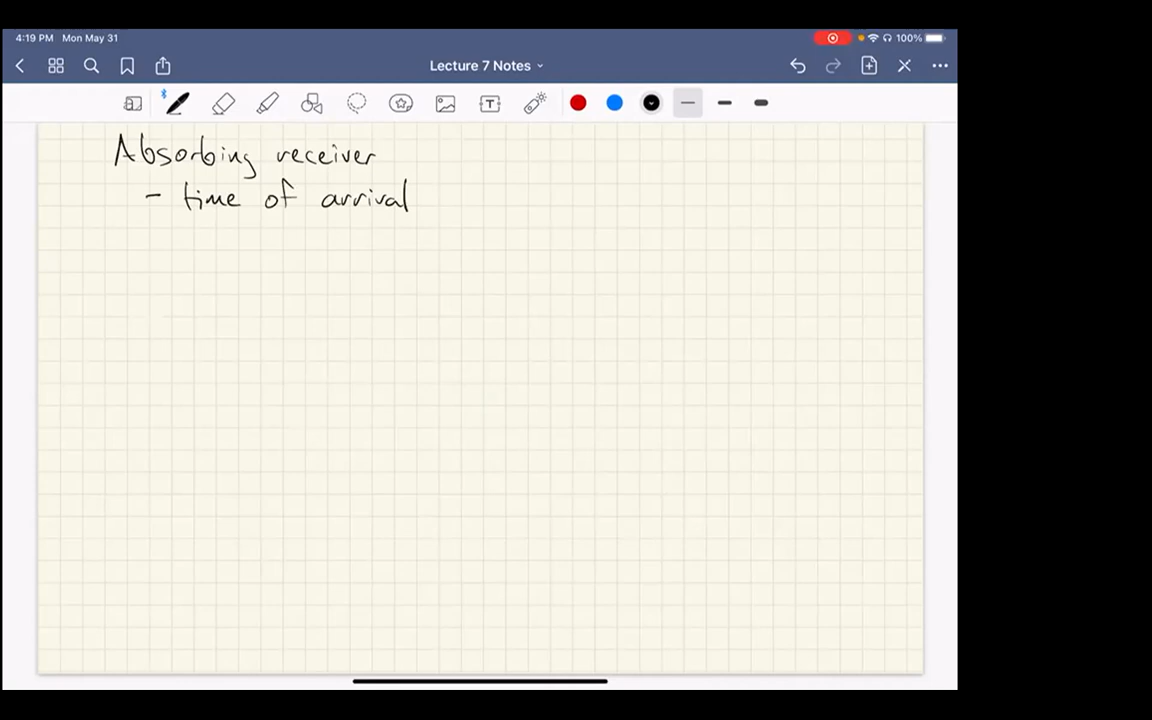 4:19 PM Mon May 31
100%
Lecture 7 Notes
T
Absorbing receiver
- time of arrival